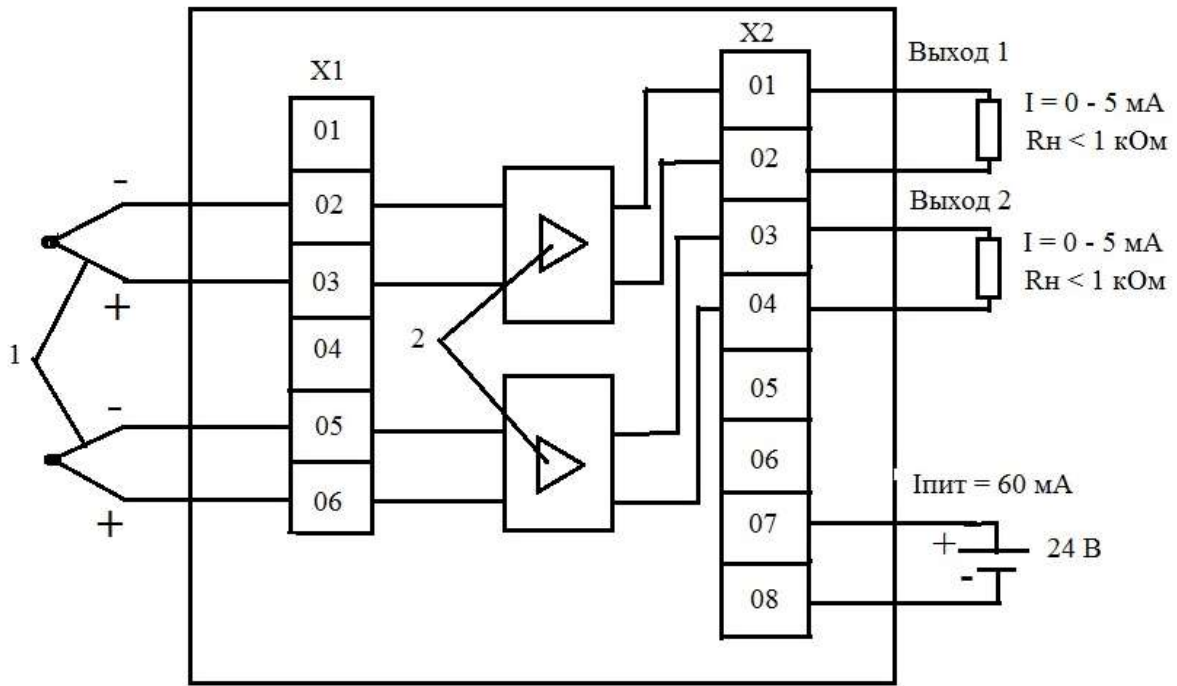 X1
01
02
03
04
05
06
-
+
-
+
1
2
X2
01
02
03
04
05
06
07
08
Выход 1
I = 0 - 5 мА
Rн < 1 кОм
Выход 2
I = 0 - 5 мА
Rн < 1 кОм
Iпит = 60 мА
+
-
24 В